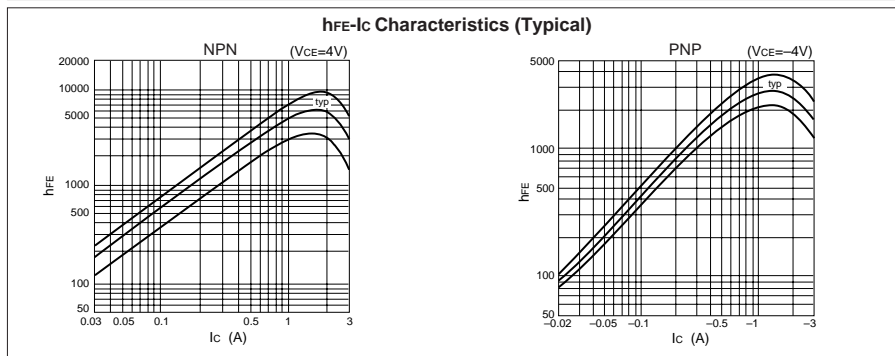 hFE-IC Characteristics (Typical)
NPN
(VCE=4V)
20000
10000
5000
1000
500
100
50
hFE
typ
0.03
0.05
0.1
0.5
1
3
IC (A)
PNP
(VCE=–4V)
5000
1000
500
100
50
hFE
typ
–0.02
–0.05
–0.1
–0.5
–1
–3
IC (A)